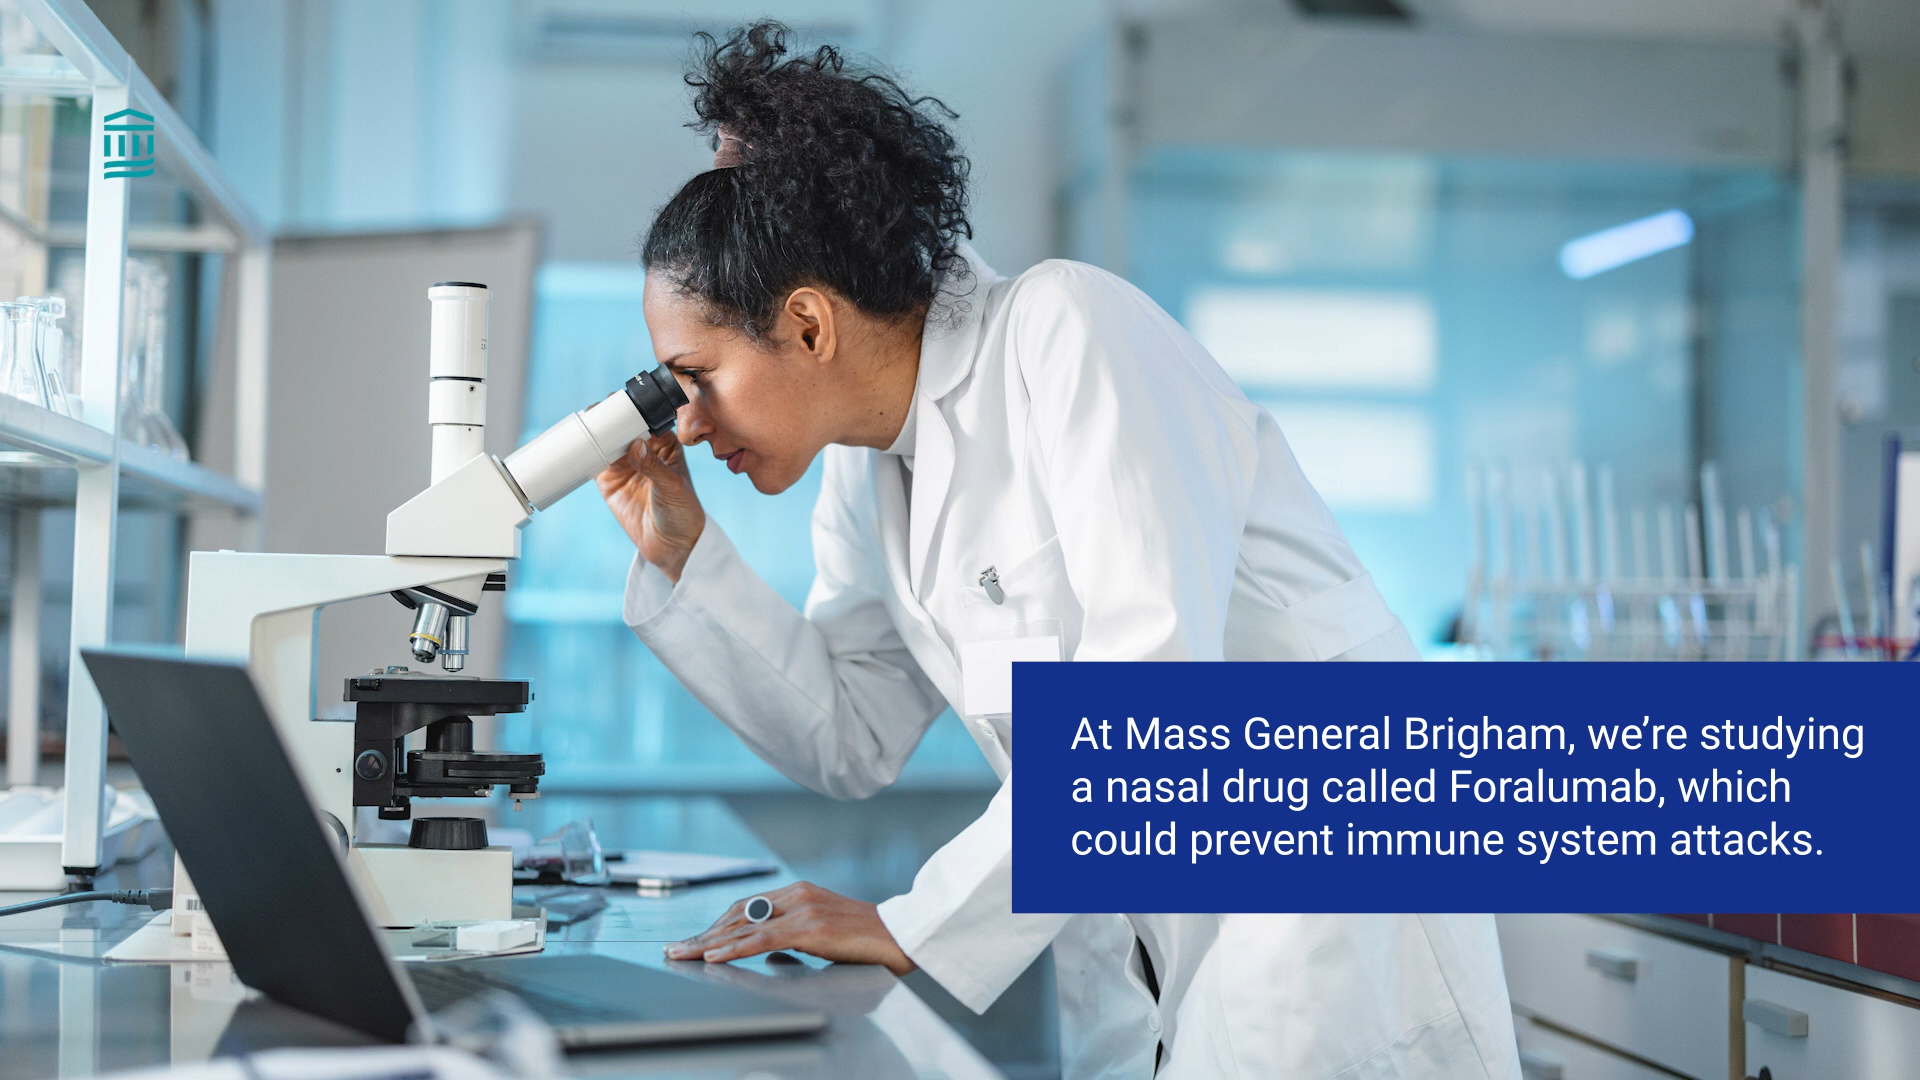 At Mass General Brigham, we’re studying
a nasal drug called Foralumab, which
could prevent immune system attacks.